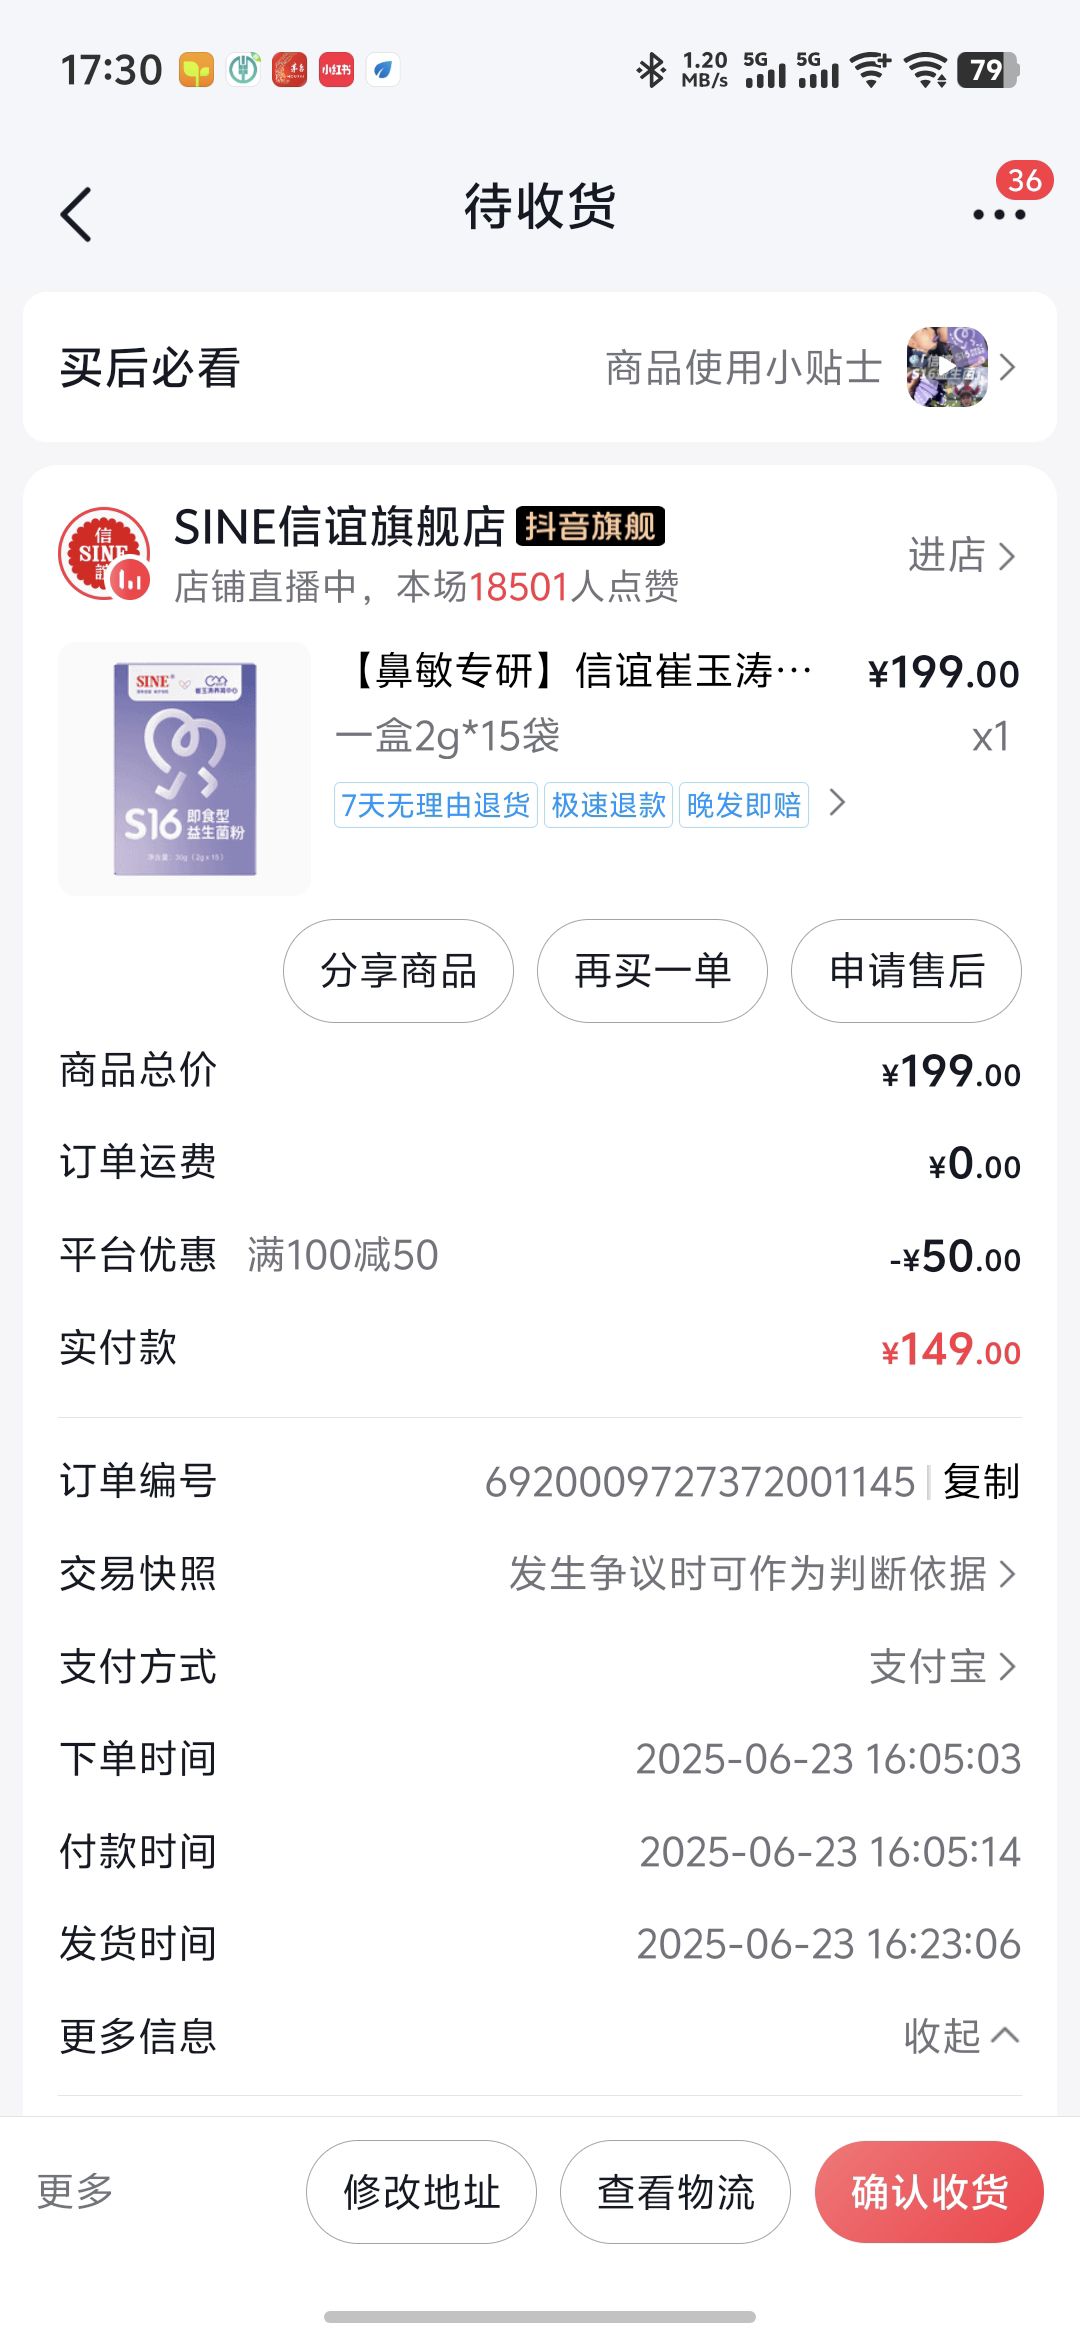 17:30
小红书
1.20 MB/s
5G
5G
79
待收货
36
买后必看
商品使用小贴士
SINE信谊旗舰店 抖音旗舰
店铺直播中，本场18501人点赞
进店
信
SINE
【鼻敏专研】信谊崔玉涛… ¥199.00
一盒2g*15袋 x1
7天无理由退货 极速退款 晚发即赔
SINE
S16 即食型
益生菌粉
净含量：30g（2gx15）
分享商品 再买一单 申请售后
商品总价 ¥199.00
订单运费 ¥0.00
平台优惠 满100减50 -¥50.00
实付款 ¥149.00
订单编号 6920009727372001145 复制
交易快照 发生争议时可作为判断依据
支付方式 支付宝
下单时间 2025-06-23 16:05:03
付款时间 2025-06-23 16:05:14
发货时间 2025-06-23 16:23:06
更多信息 收起
更多 修改地址 查看物流 确认收货